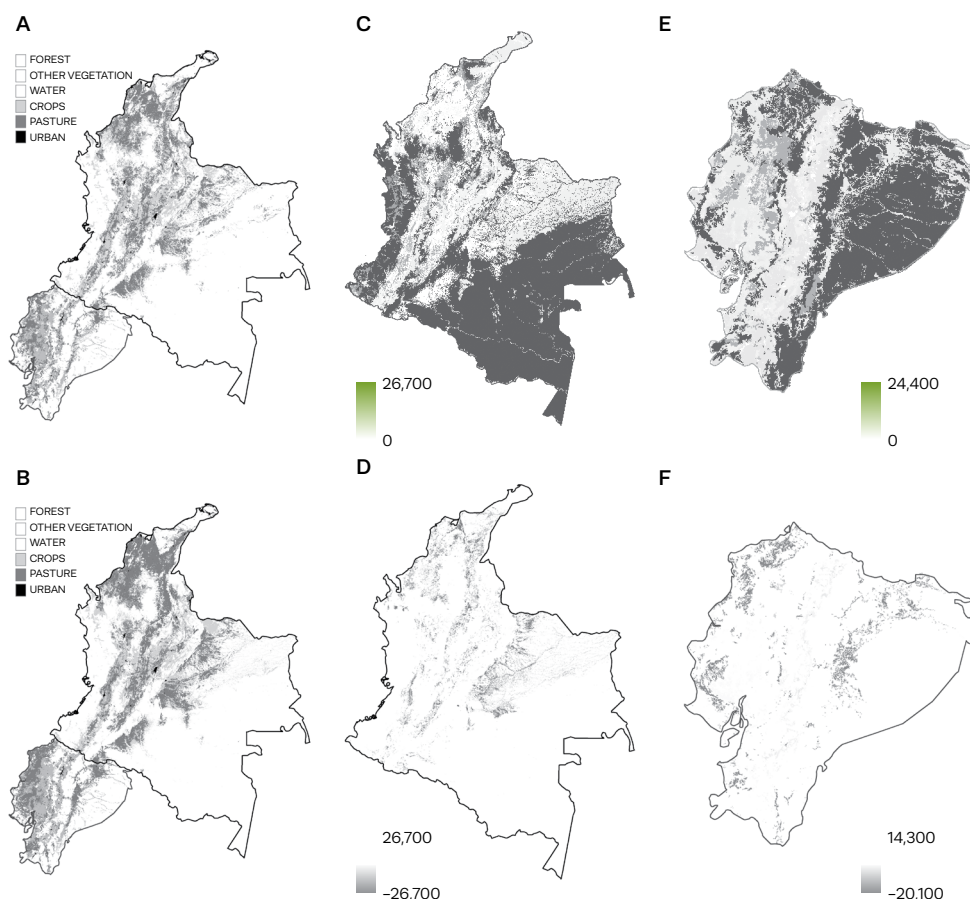 A
FOREST
OTHER VEGETATION
WATER
CROPS
PASTURE
URBAN
C
26,700
0
E
24,400
0
B
FOREST
OTHER VEGETATION
WATER
CROPS
PASTURE
URBAN
D
26,700
−26,700
F
14,300
−20,100